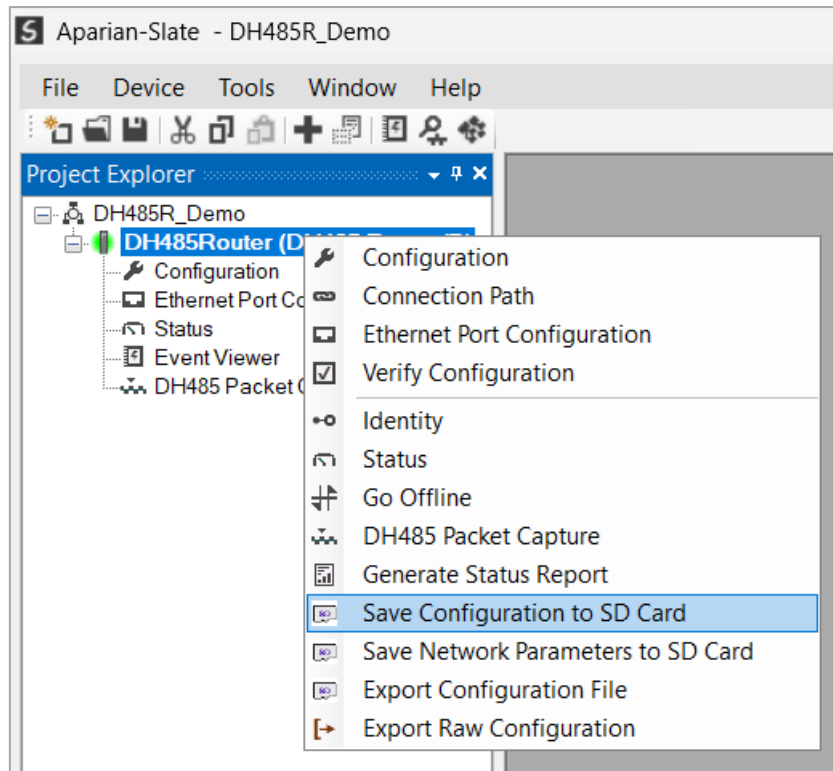 Aparian-Slate - DH485R_Demo
File Device Tools Window Help
Project Explorer
DH485R_Demo
DH485Router
Configuration
Ethernet Port
Status
Event Viewer
DH485 Packet
Configuration
Connection Path
Ethernet Port Configuration
Verify Configuration
Identity
Status
Go Offline
DH485 Packet Capture
Generate Status Report
Save Configuration to SD Card
Save Network Parameters to SD Card
Export Configuration File
Export Raw Configuration